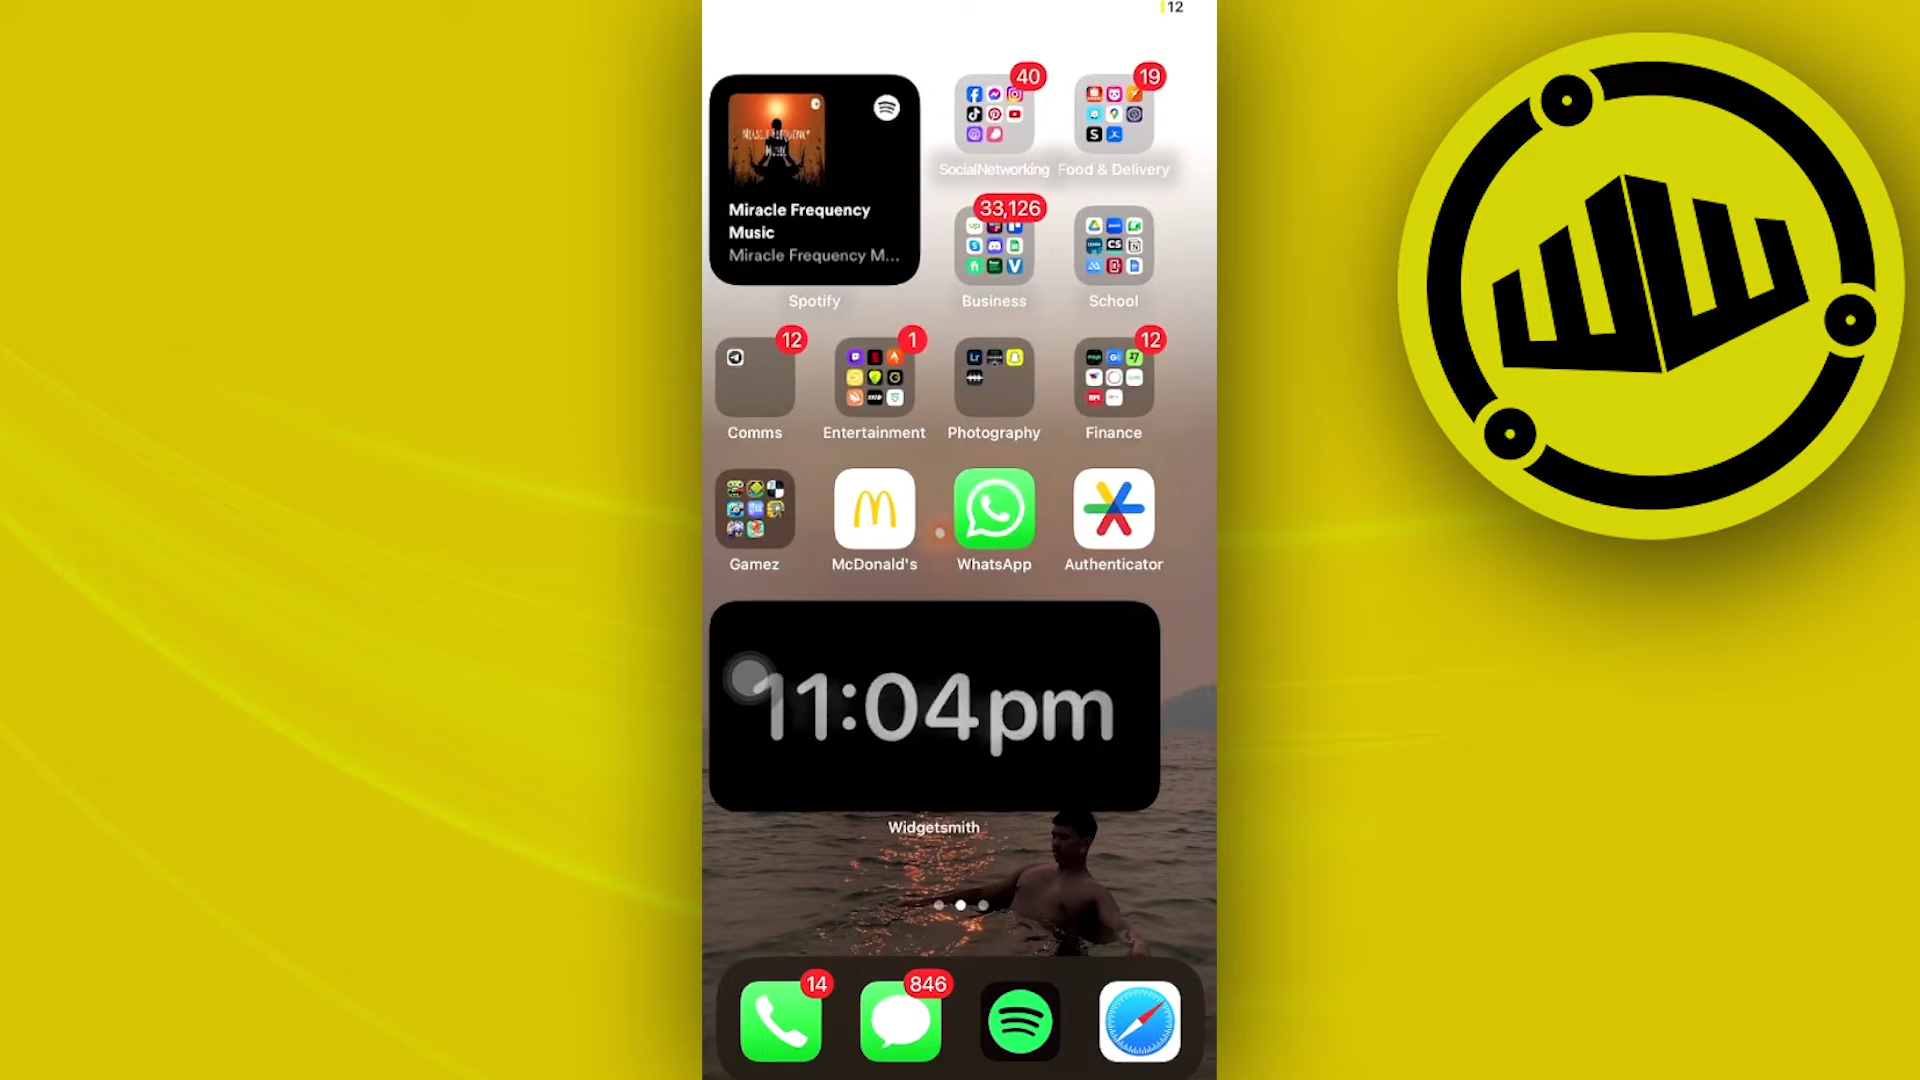 12
40
19
Miracle Frequency
Music
Miracle Frequency M...
SocialNetworking
Food & Delivery
33,126
Spotify
Business
School
12
1
12
Comms
Entertainment
Photography
Finance
Gamez
McDonald's
WhatsApp
Authenticator
11:04pm
Widgetsmith
14
846